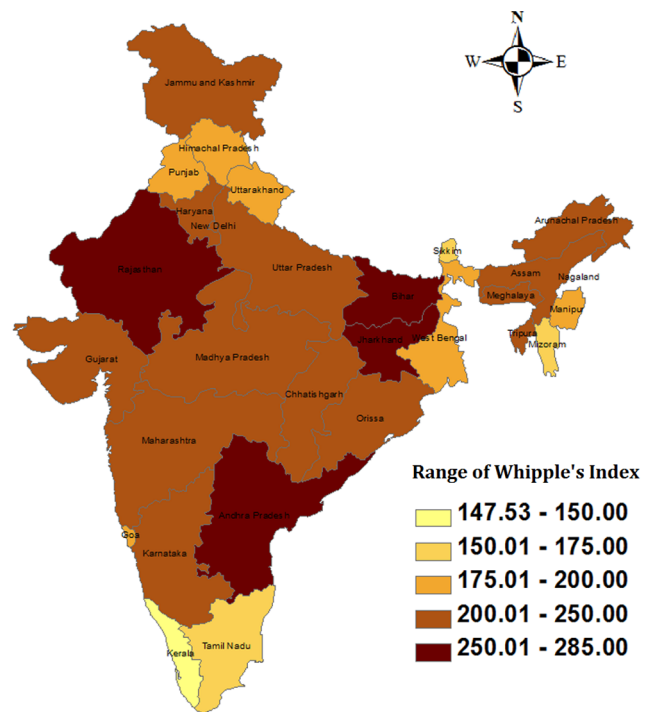 N
W E
S
Jammu and Kashmir
Himachal Pradesh
Punjab
Uttarakhand
Haryana
New Delhi
Arunachal Pradesh
Sikkim
Rajasthan
Uttar Pradesh
Assam
Nagaland
Bihar
Meghalaya
Manipur
Jharkhand
West Bengal
Tripura
Mizoram
Gujarat
Madhya Pradesh
Chhatishgarh
Orissa
Maharashtra
Range of Whipple's Index
147.53 - 150.00
150.01 - 175.00
175.01 - 200.00
200.01 - 250.00
250.01 - 285.00
Andhra Pradesh
Goa
Karnataka
Tamil Nadu
Kerala